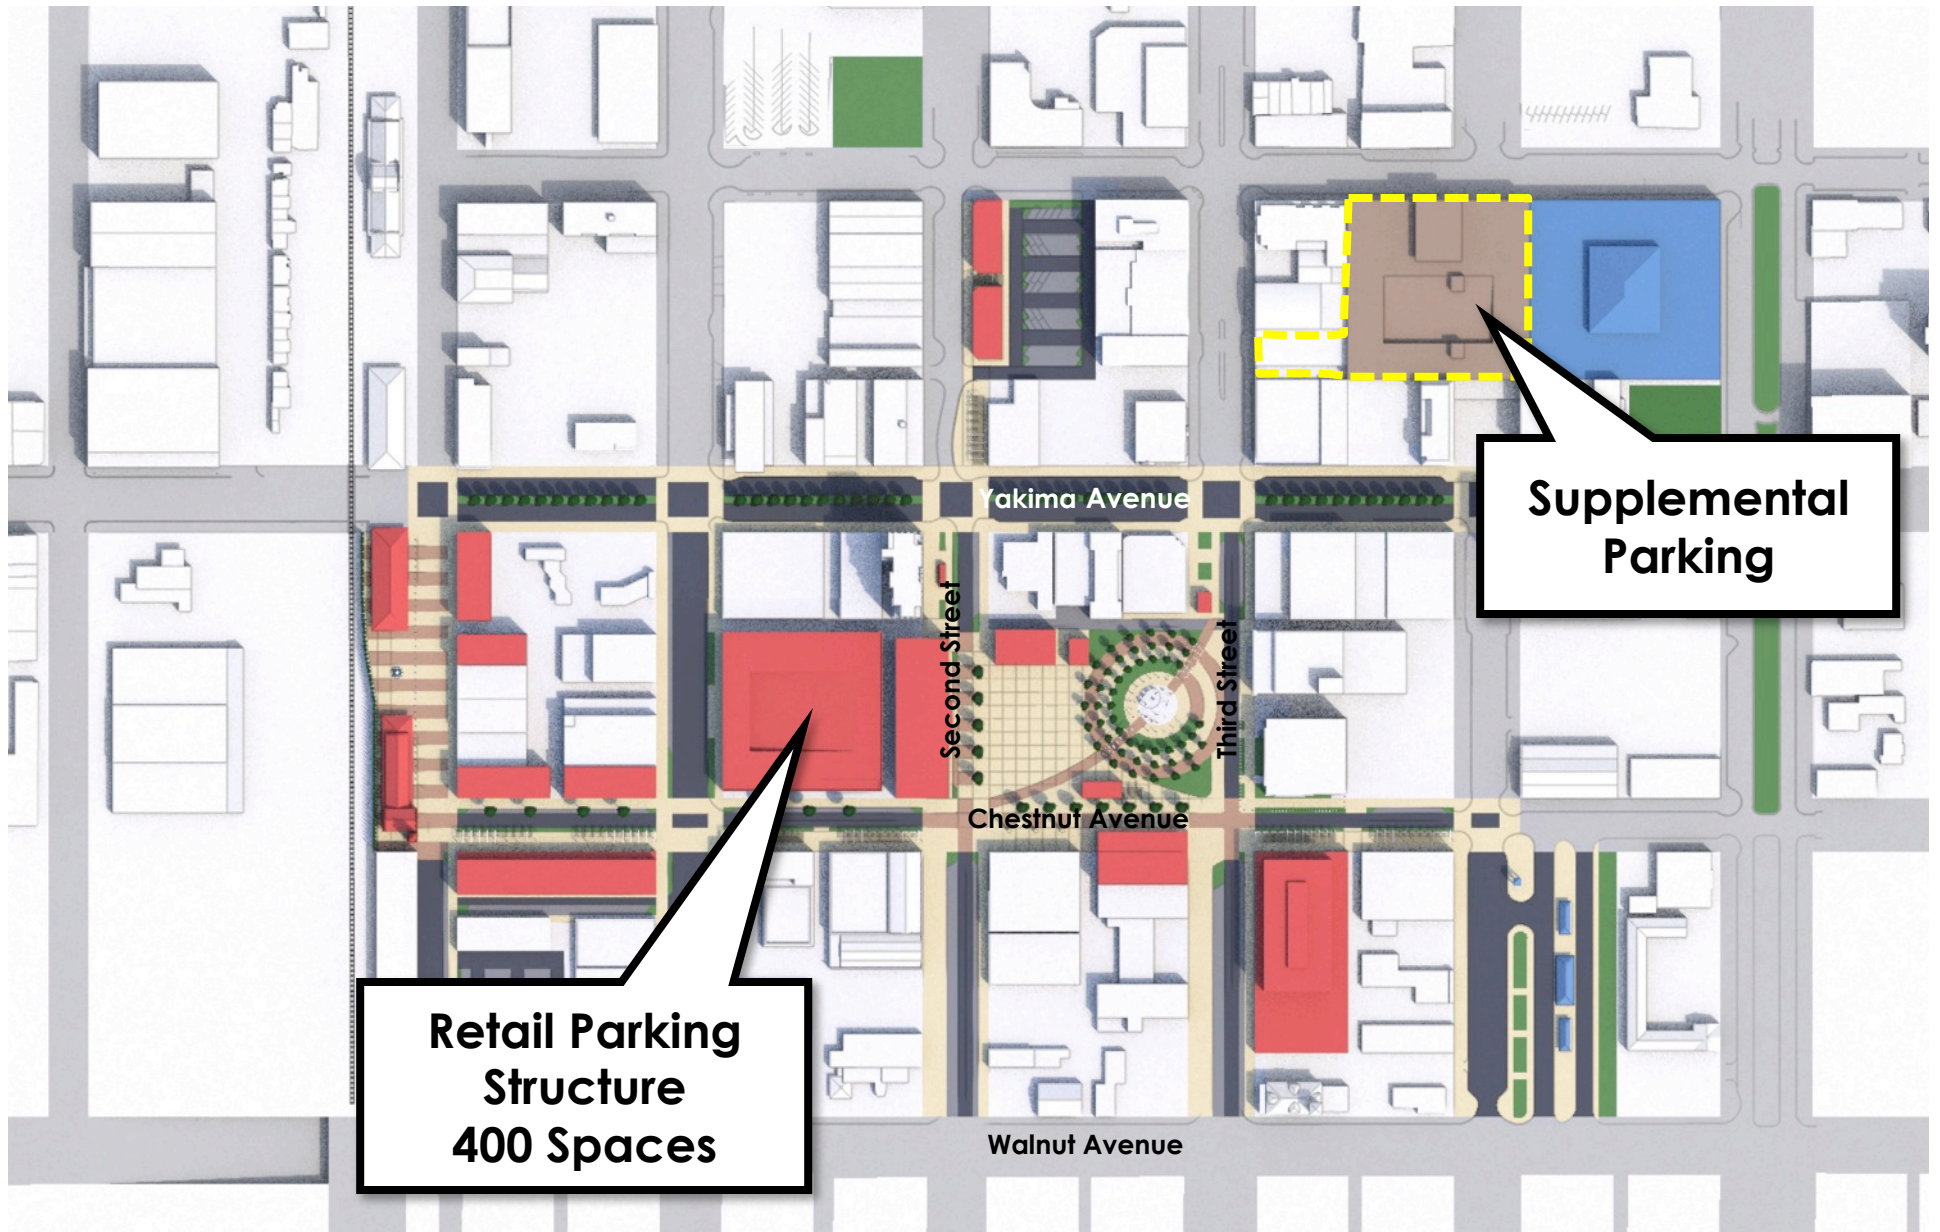 Yakima Avenue
Supplemental
Parking
Second Street
Third Street
Chestnut Avenue
Retail Parking
Structure
400 Spaces
Walnut Avenue